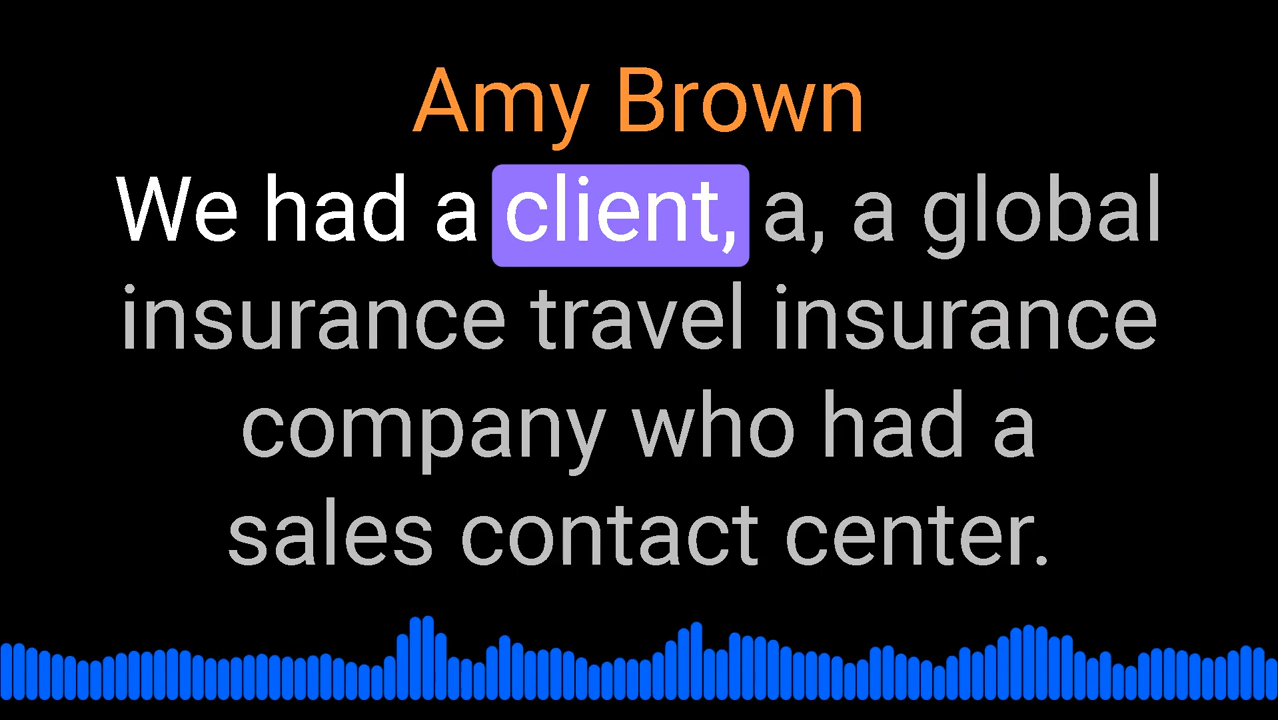 Amy Brown
We had a client, a, a global
insurance travel insurance
company who had a
sales contact center.